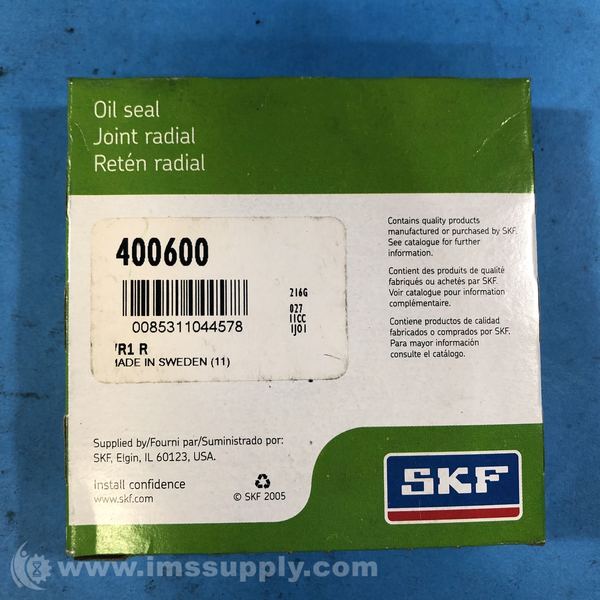 Oil seal
Joint radial
Retén radial
Contains quality products
manufactured or purchased by SKF.
See catalogue for further
information.
Contient des produits de qualité
fabriqués ou achetés par SKF.
Voir catalogue pour information
complémentaire.
Contiene productos de calidad
fabricados o comprados por SKF.
Para mayor información
consulte el catálogo.
400600
0085311044578
216G
027
11CC
1J01
VR1 R
MADE IN SWEDEN (11)
Supplied by/Fourni par/Suministrado por:
SKF, Elgin, IL 60123, USA.
Install confidence
www.skf.com
© SKF 2005
SKF
www.imssupply.com